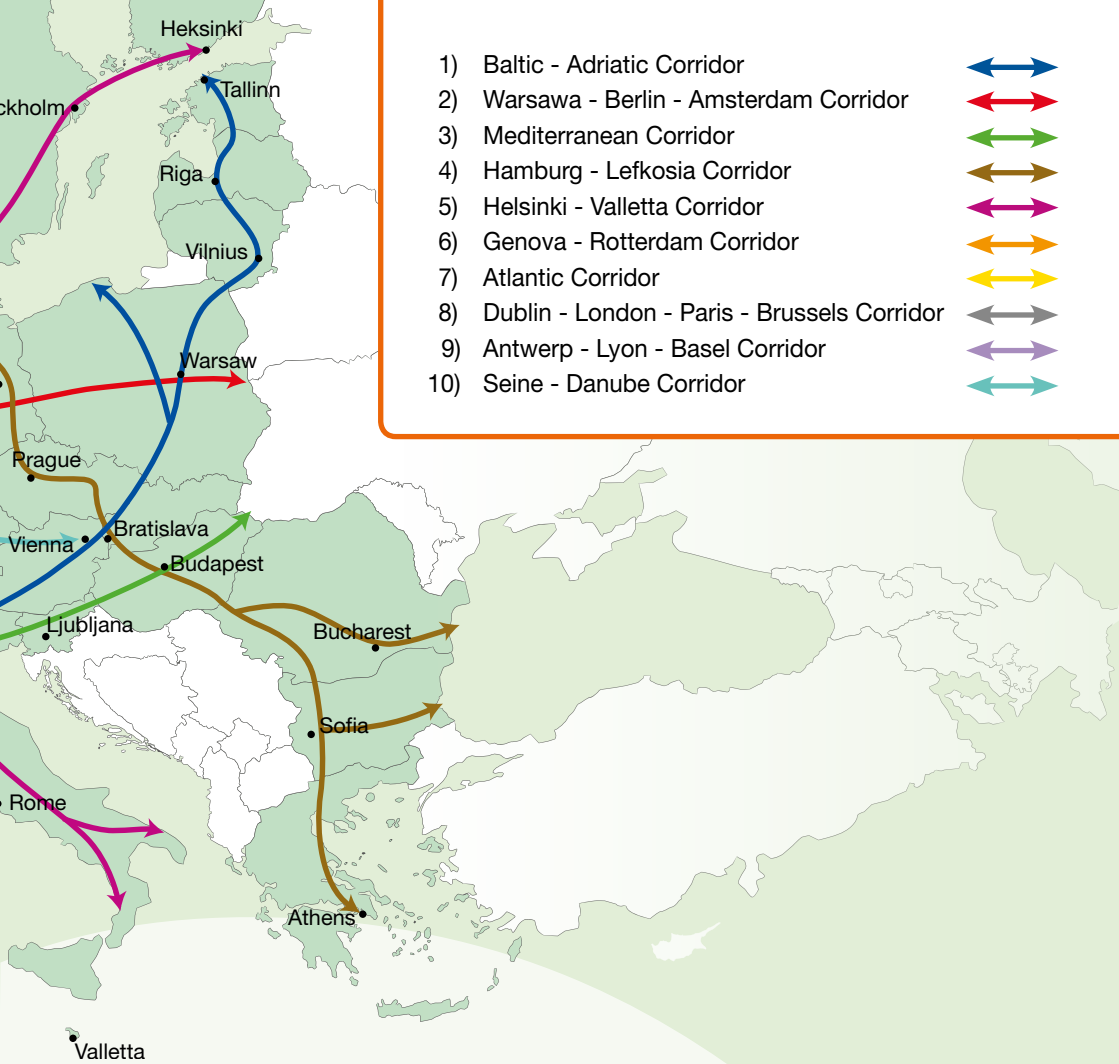 Heksinki
Tallinn
ckholm
Riga
Vilnius
Warsaw
Prague
Bratislava
Vienna
Budapest
Ljubljana
Bucharest
Sofia
Rome
Athens
Valletta
1) Baltic - Adriatic Corridor
2) Warsawa - Berlin - Amsterdam Corridor
3) Mediterranean Corridor
4) Hamburg - Lefkosia Corridor
5) Helsinki - Valletta Corridor
6) Genova - Rotterdam Corridor
7) Atlantic Corridor
8) Dublin - London - Paris - Brussels Corridor
9) Antwerp - Lyon - Basel Corridor
10) Seine - Danube Corridor